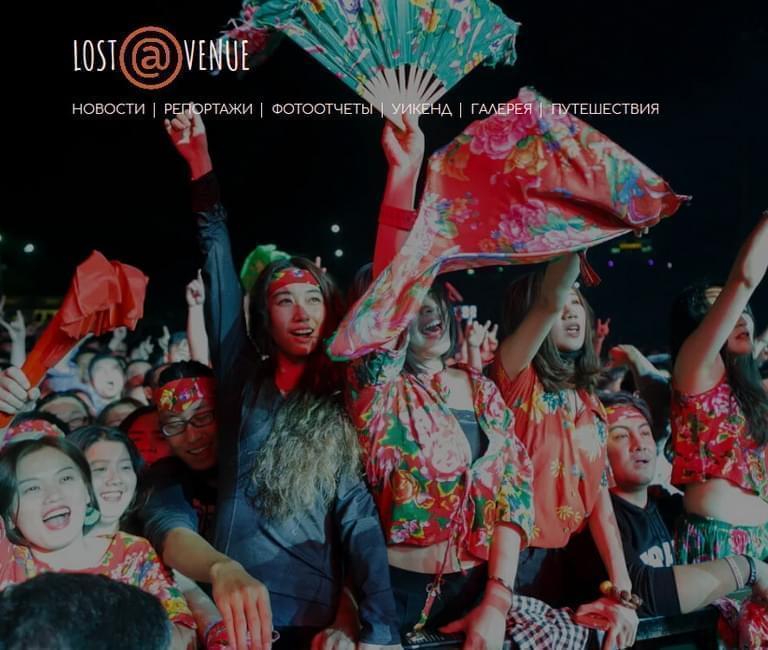 LOST@VENUE
НОВОСТИ | РЕПОРТАЖИ | ФОТООТЧЕТЫ | УИКЕНД | ГАЛЕРЕЯ | ПУТЕШЕСТВИЯ